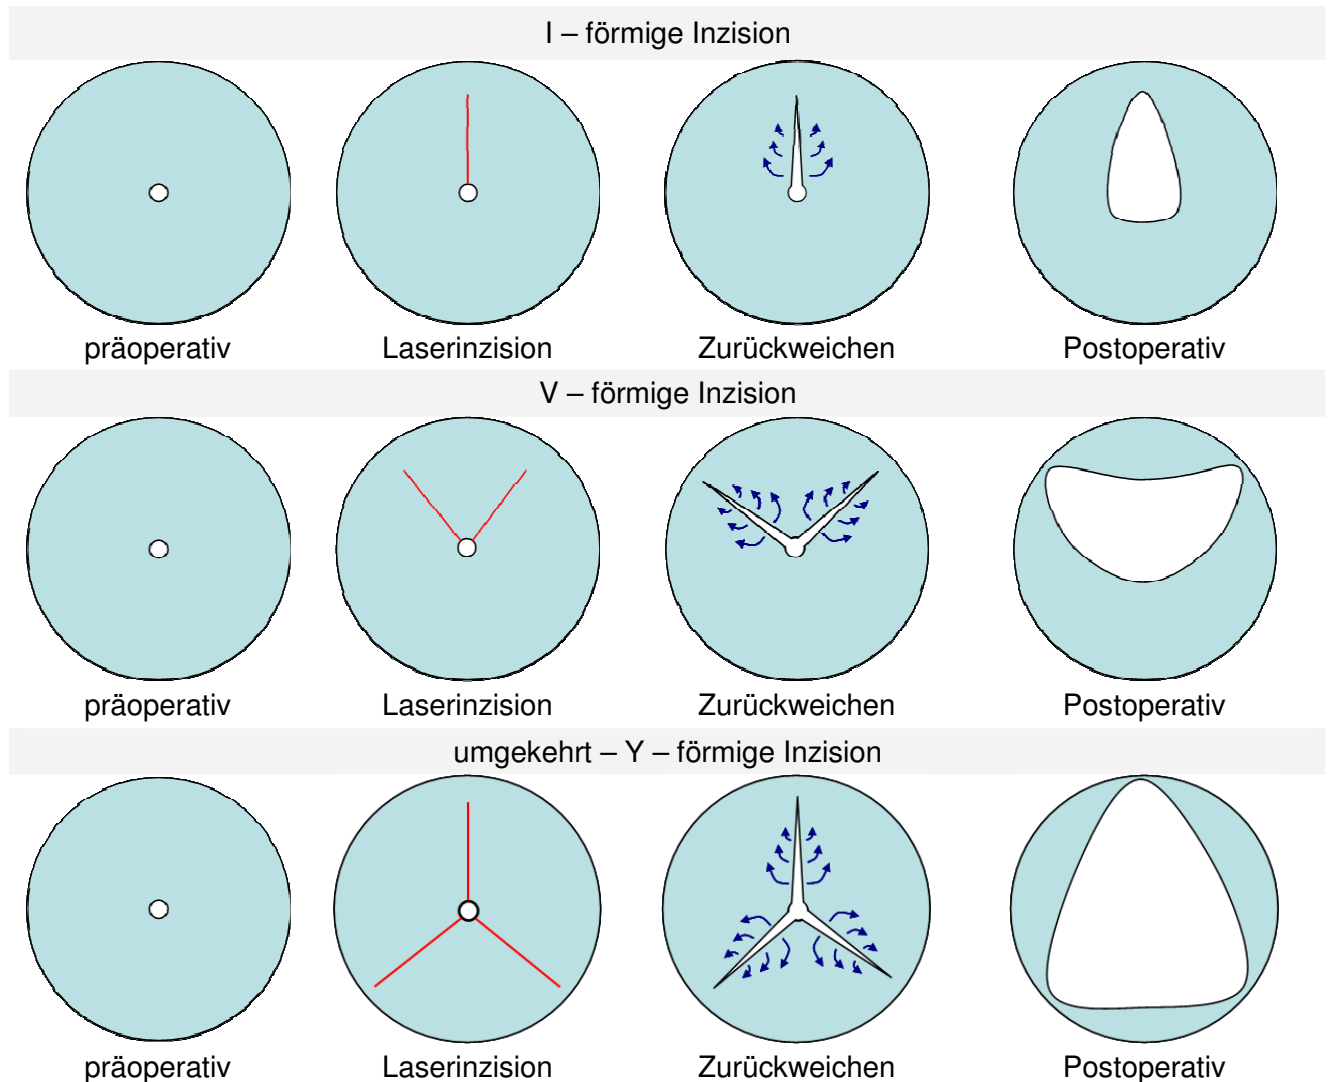 I – förmige Inzision
präoperativ Laserinzision Zurückweichen Postoperativ
V – förmige Inzision
präoperativ Laserinzision Zurückweichen Postoperativ
umgekehrt – Y – förmige Inzision
präoperativ Laserinzision Zurückweichen Postoperativ